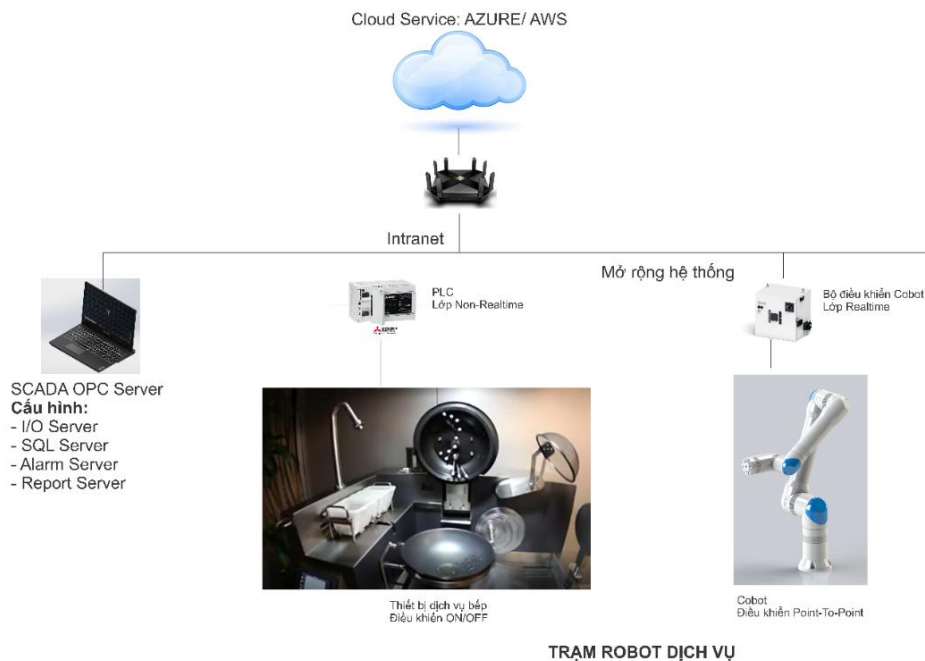 Cloud Service: AZURE/ AWS
Intranet
Mở rộng hệ thống
PLC
Lớp Non-Realtime
Bộ điều khiển Cobot
Lớp Realtime
SCADA OPC Server
Cấu hình:
- I/O Server
- SQL Server
- Alarm Server
- Report Server
Thiết bị dịch vụ bếp
Điều khiển ON/OFF
Cobot
Điều khiển Point-To-Point
TRẠM ROBOT DỊCH VỤ